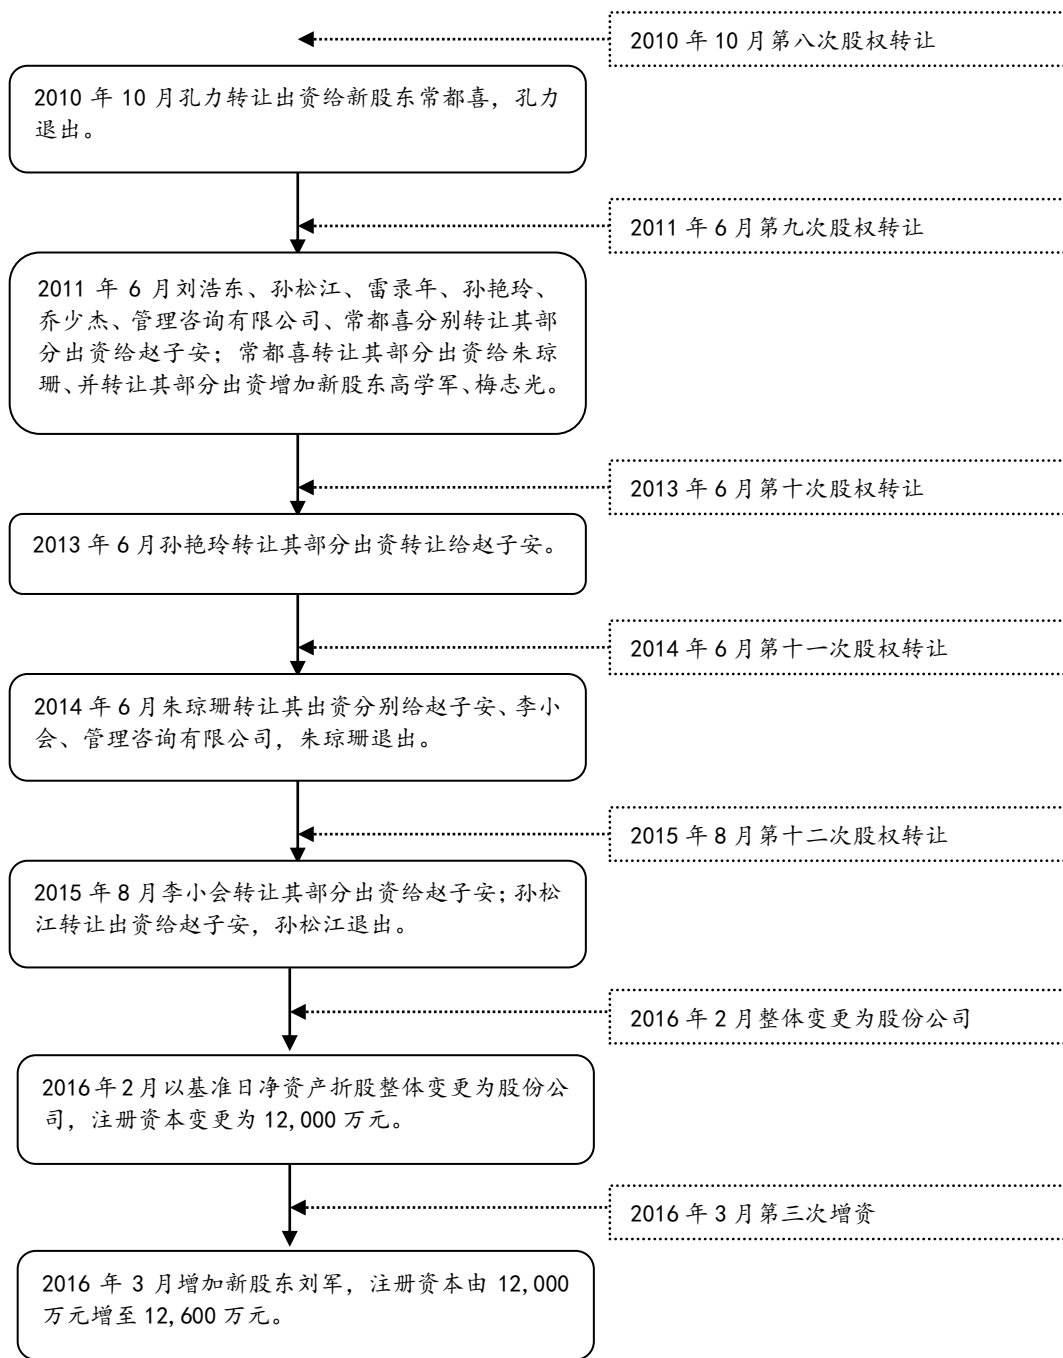 2010 年 10 月第八次股权转让
2010 年 10 月孔力转让出资给新股东常都喜，孔力
退出。
2011 年 6 月第九次股权转让
2011 年 6 月刘浩东、孙松江、雷录年、孙艳玲、
乔少杰、管理咨询有限公司、常都喜分别转让其部
分出资给赵子安；常都喜转让其部分出资给朱琼
珊、并转让其部分出资增加新股东高学军、梅志光。
2013 年 6 月第十次股权转让
2013 年 6 月孙艳玲转让其部分出资转让给赵子安。
2014 年 6 月第十一次股权转让
2014 年 6 月朱琼珊转让其出资分别给赵子安、李小
会、管理咨询有限公司，朱琼珊退出。
2015 年 8 月第十二次股权转让
2015 年 8 月李小会转让其部分出资给赵子安；孙松
江转让出资给赵子安，孙松江退出。
2016 年 2 月整体变更为股份公司
2016 年 2 月以基准日净资产折股整体变更为股份公
司，注册资本变更为 12,000 万元。
2016 年 3 月第三次增资
2016 年 3 月增加新股东刘军，注册资本由 12,000
万元增至 12,600 万元。